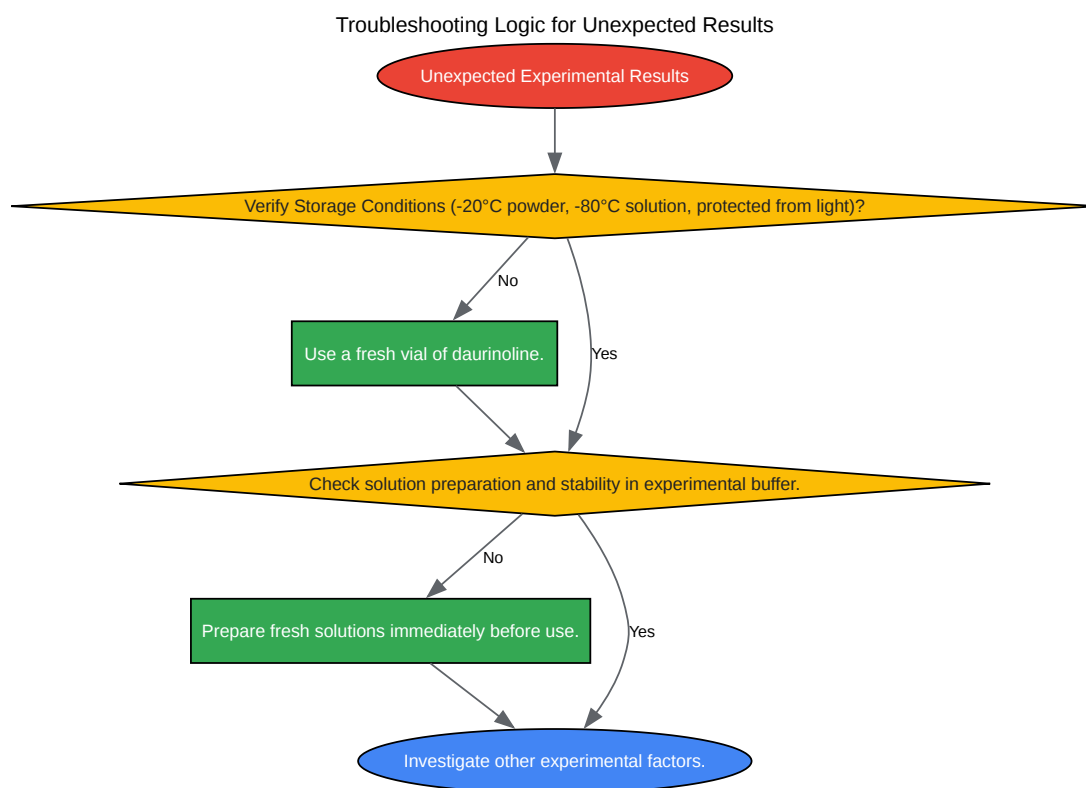 Troubleshooting Logic for Unexpected Results
Unexpected Experimental Results
Verify Storage Conditions (-20°C powder, -80°C solution, protected from light)?
No
Use a fresh vial of daurinoline.
Yes
Check solution preparation and stability in experimental buffer.
No
Prepare fresh solutions immediately before use.
Yes
Investigate other experimental factors.